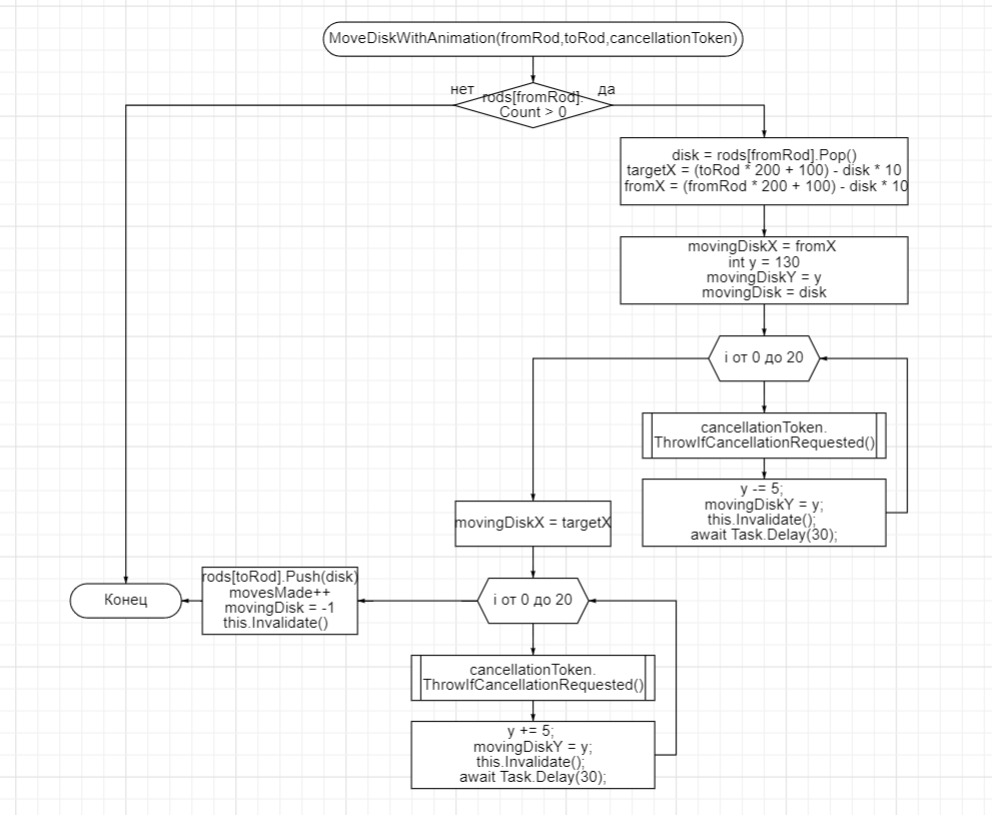 MoveDiskWithAnimation(fromRod,toRod,cancellationToken)
нет
rods[fromRod].
Count > 0
да
disk = rods[fromRod].Pop()
targetX = (toRod * 200 + 100) - disk * 10
fromX = (fromRod * 200 + 100) - disk * 10
movingDiskX = fromX
int y = 130
movingDiskY = y
movingDisk = disk
i от 0 до 20
cancellationToken.
ThrowIfCancellationRequested()
y -= 5;
movingDiskY = y;
this.Invalidate();
await Task.Delay(30);
movingDiskX = targetX
i от 0 до 20
rods[toRod].Push(disk)
movesMade++
movingDisk = -1
this.Invalidate()
Конец
cancellationToken.
ThrowIfCancellationRequested()
y += 5;
movingDiskY = y;
this.Invalidate();
await Task.Delay(30);